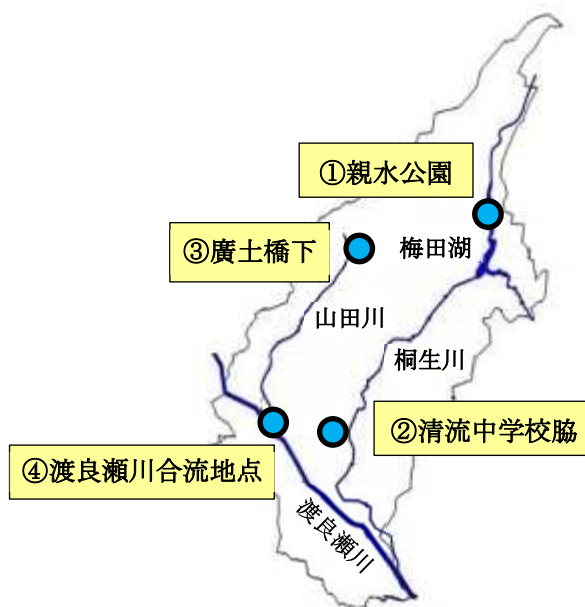 ①親水公園
③廣土橋下
梅田湖
山田川
桐生川
②清流中学校脇
④渡良瀬川合流地点
渡良瀬川